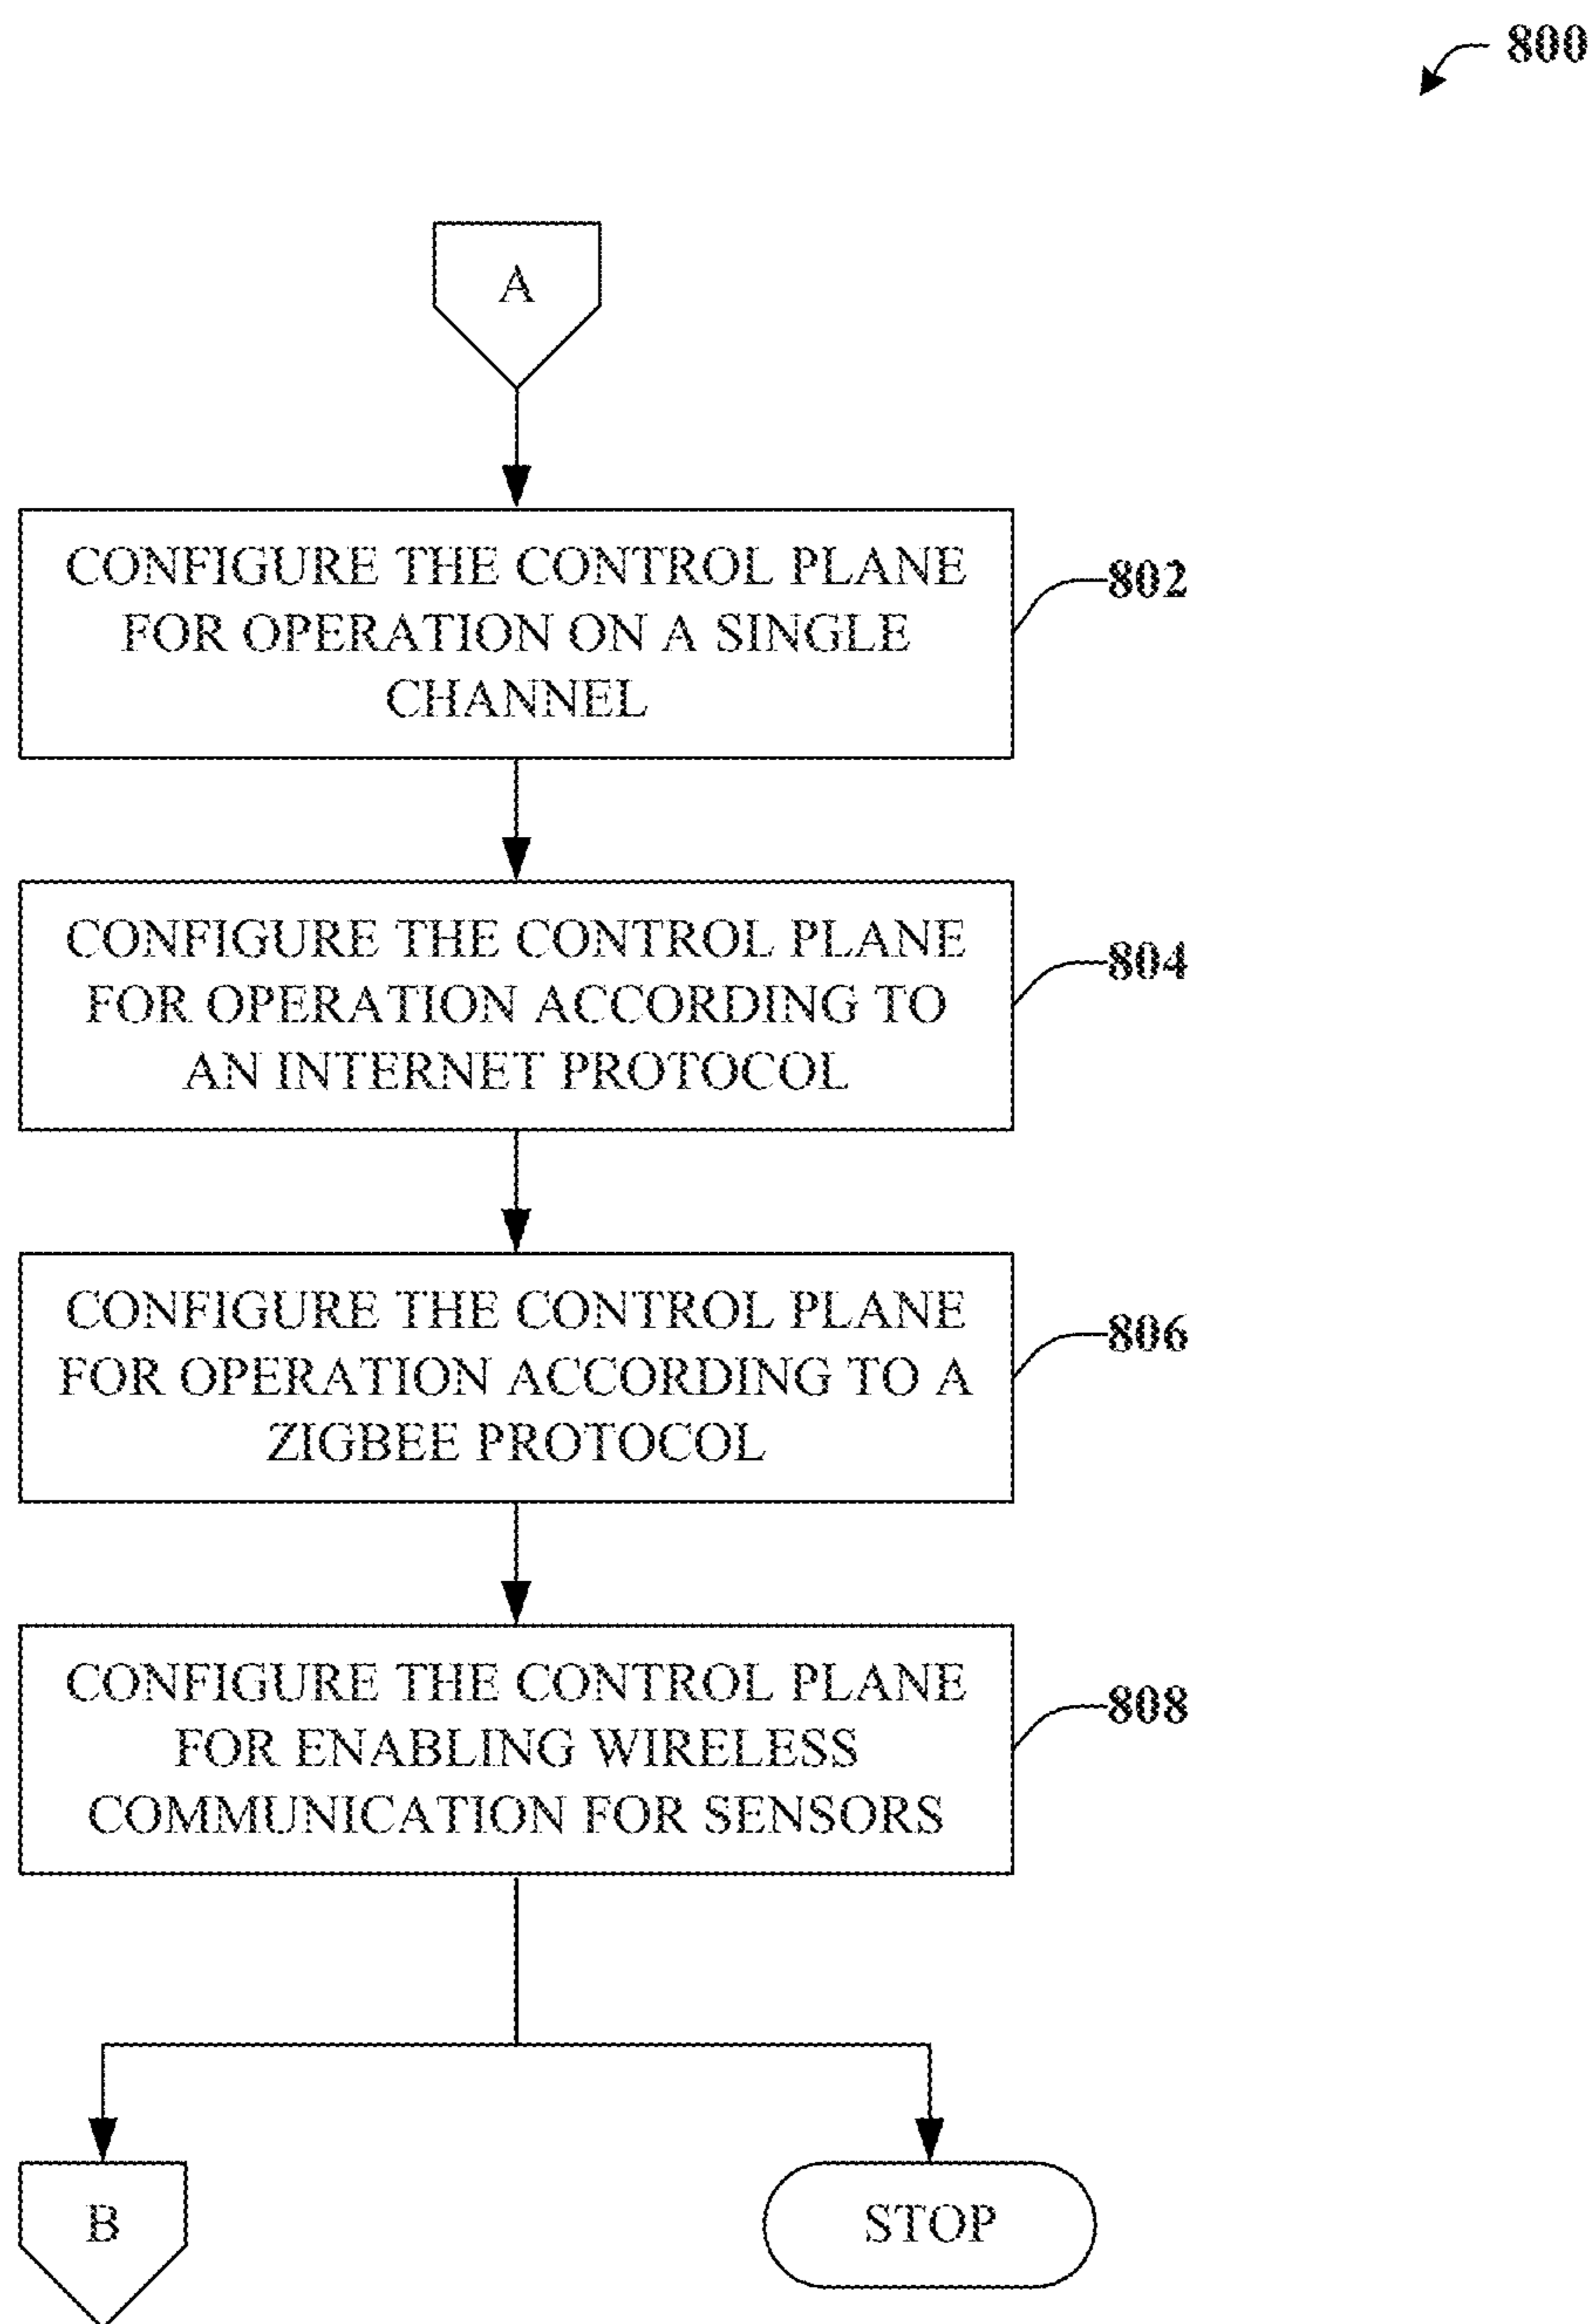 800
A
CONFIGURE THE CONTROL PLANE
FOR OPERATION ON A SINGLE
CHANNEL
802
CONFIGURE THE CONTROL PLANE
FOR OPERATION ACCORDING TO
AN INTERNET PROTOCOL
804
CONFIGURE THE CONTROL PLANE
FOR OPERATION ACCORDING TO A
ZIGBEE PROTOCOL
806
CONFIGURE THE CONTROL PLANE
FOR ENABLING WIRELESS
COMMUNICATION FOR SENSORS
808
B
STOP